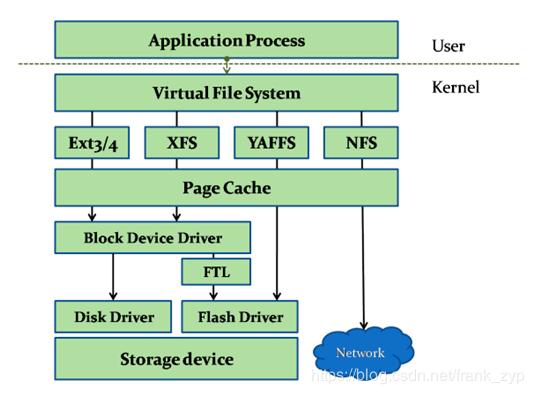 Application Process
User
Virtual File System
Kernel
Ext3/4
XFS
YAFFS
NFS
Page Cache
Block Device Driver
FTL
Disk Driver
Flash Driver
Storage device
Network
https://blog.csdn.net/frank_zyp